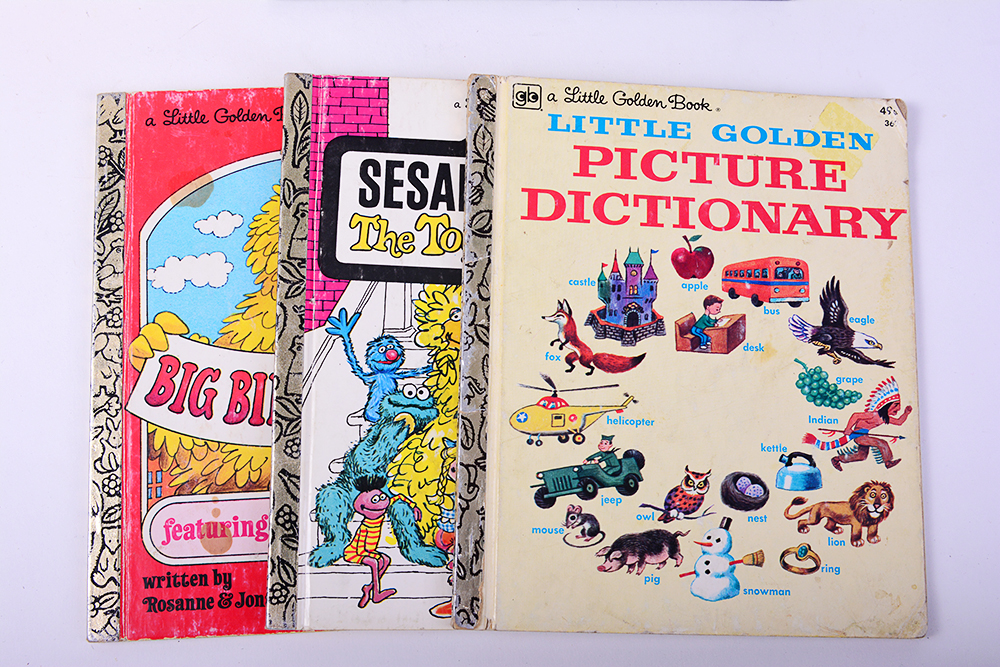 a Little Golden
BIG BI
featuring
written by
Rosanne & Jon
a
SESA
The To
gb a Little Golden Book®
45¢
LITTLE GOLDEN
PICTURE
DICTIONARY
castle
apple
bus
eagle
fox
desk
grape
helicopter
Indian
kettle
jeep
owl
nest
mouse
lion
pig
ring
snowman